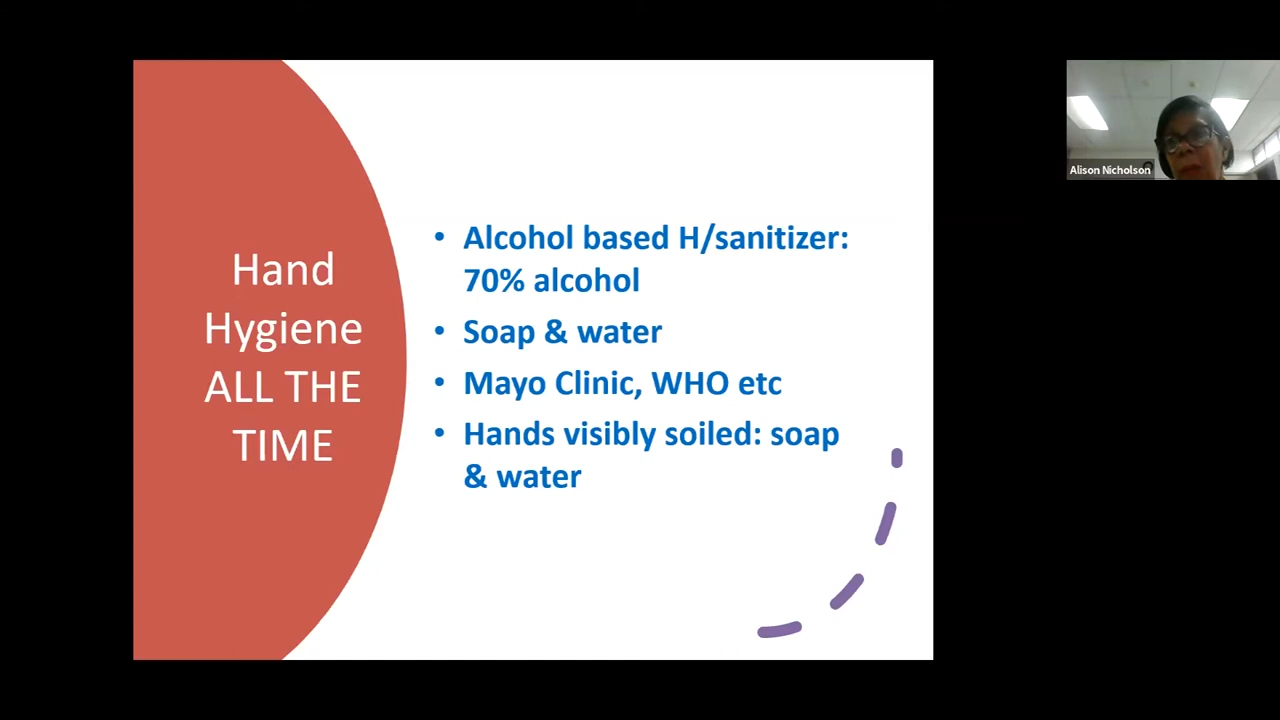 Hand
Hygiene
ALL THE
TIME
• Alcohol based H/sanitizer:
70% alcohol
• Soap & water
• Mayo Clinic, WHO etc
• Hands visibly soiled: soap
& water
Alison Nicholson